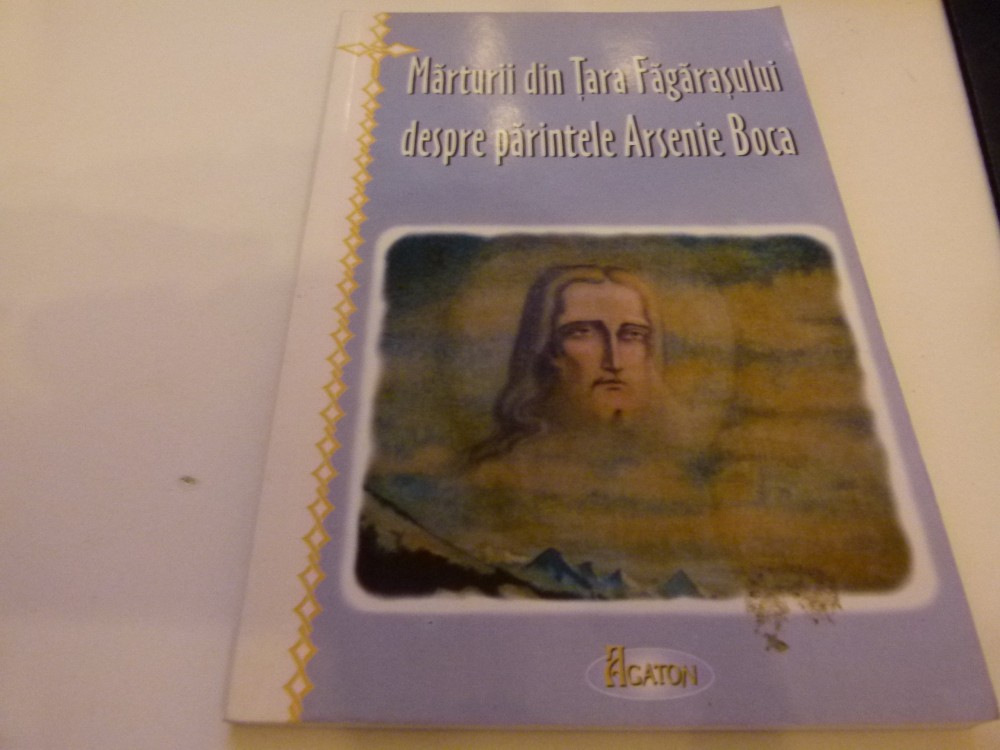 Mărturii din Țara Făgărașului
despre părintele Arsenie Boca
AGATON